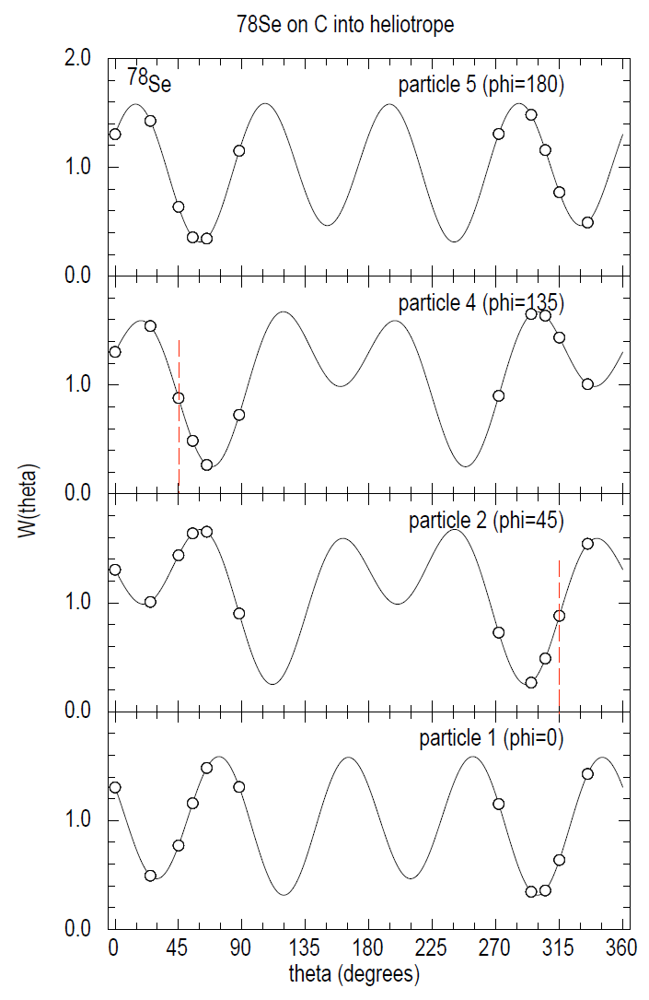 78Se on C into heliotrope
2.0
78Se
particle 5 (phi=180)
1.0
0.0
particle 4 (phi=135)
1.0
0.0
W(theta)
particle 2 (phi=45)
1.0
0.0
particle 1 (phi=0)
1.0
0.0
0 45 90 135 180 225 270 315 360
theta (degrees)